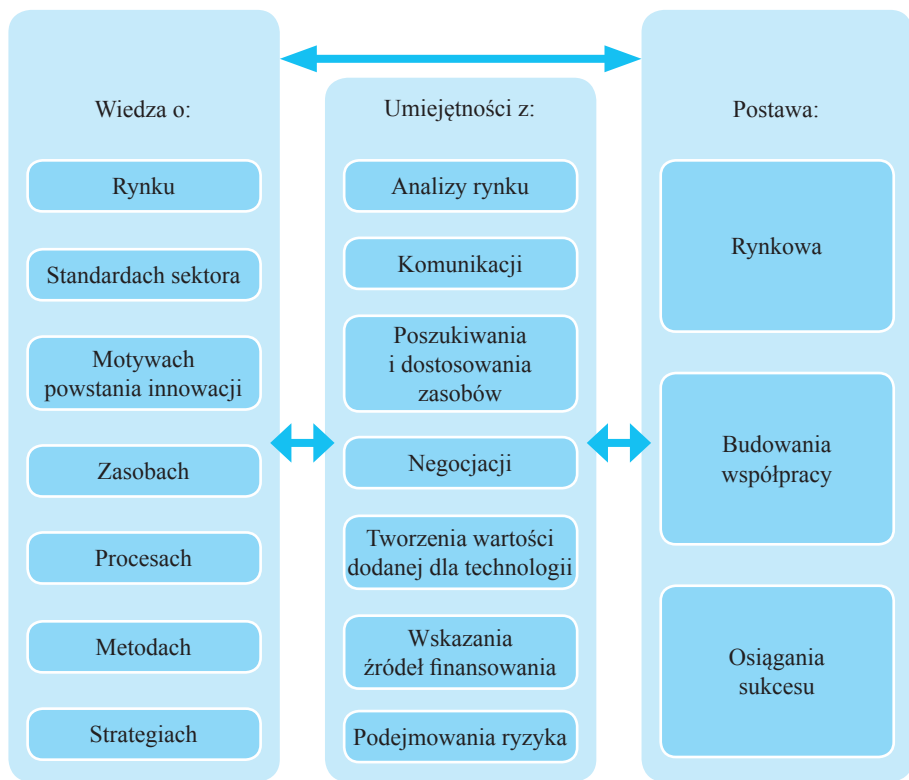 Wiedza o:
Rynku
Standardach sektora
Motywach
powstania innowacji
Zasobach
Procesach
Metodach
Strategiach
Umiejętności z:
Analizy rynku
Komunikacji
Poszukiwania
i dostosowania
zasobów
Negocjacji
Tworzenia wartości
dodanej dla technologii
Wskazania
źródeł finansowania
Podejmowania ryzyka
Postawa:
Rynkowa
Budowania
współpracy
Osiągania
sukcesu